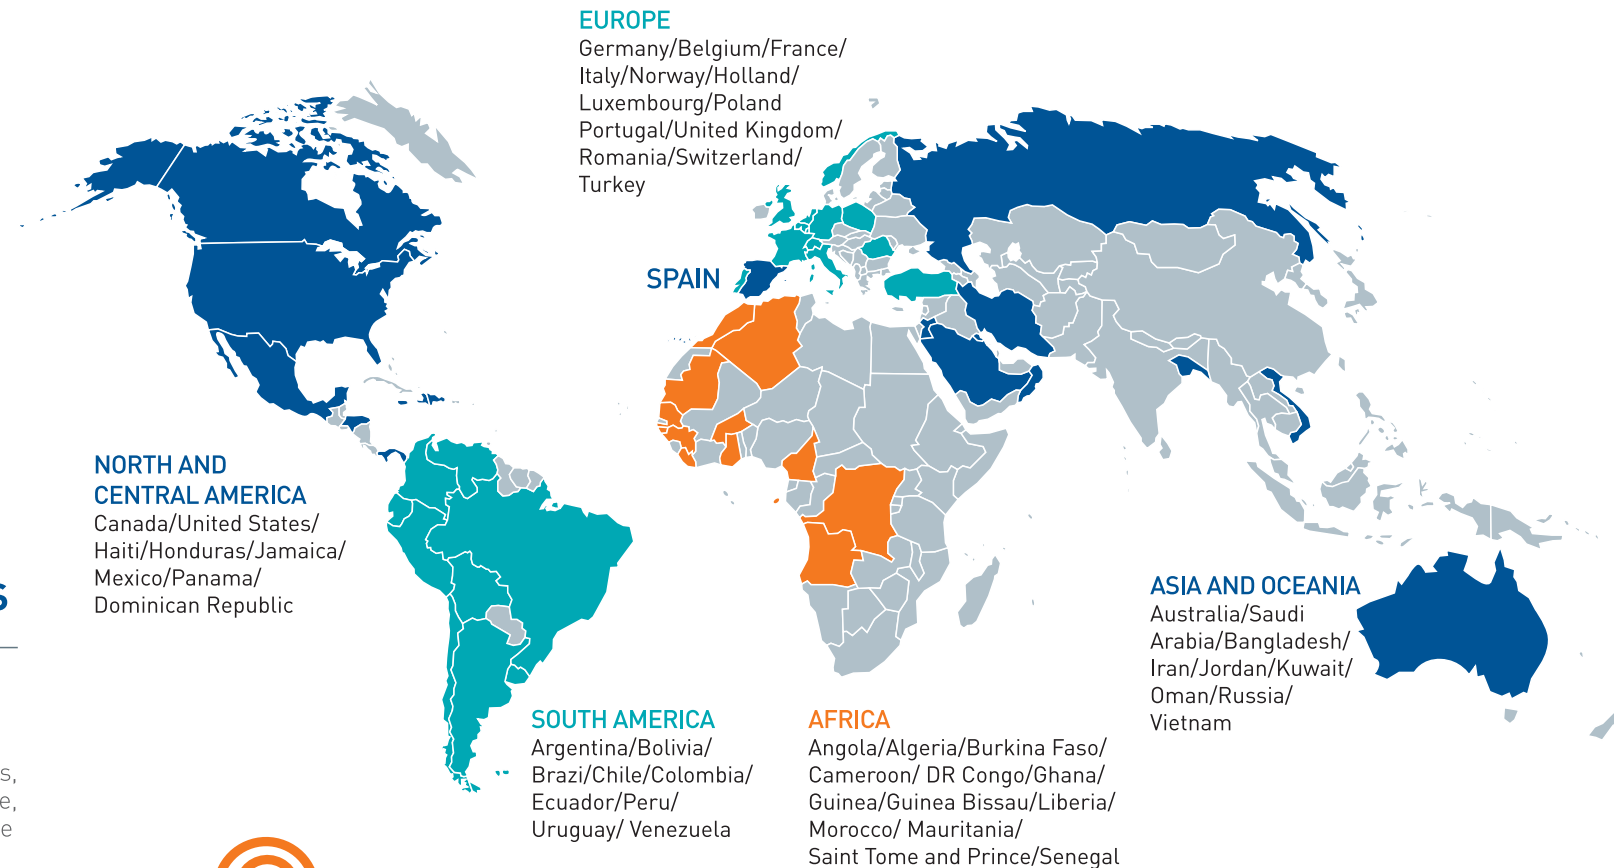 EUROPE
Germany/Belgium/France/
Italy/Norway/Holland/
Luxembourg/Poland
Portugal/United Kingdom/
Romania/Switzerland/
Turkey
SPAIN
NORTH AND
CENTRAL AMERICA
Canada/United States/
Haiti/Honduras/Jamaica/
Mexico/Panama/
Dominican Republic
ASIA AND OCEANIA
Australia/Saudi
Arabia/Bangladesh/
Iran/Jordan/Kuwait/
Oman/Russia/
Vietnam
SOUTH AMERICA
Argentina/Bolivia/
Brazi/Chile/Colombia/
Ecuador/Peru/
Uruguay/ Venezuela
AFRICA
Angola/Algeria/Burkina Faso/
Cameroon/ DR Congo/Ghana/
Guinea/Guinea Bissau/Liberia/
Morocco/ Mauritania/
Saint Tome and Prince/Senegal